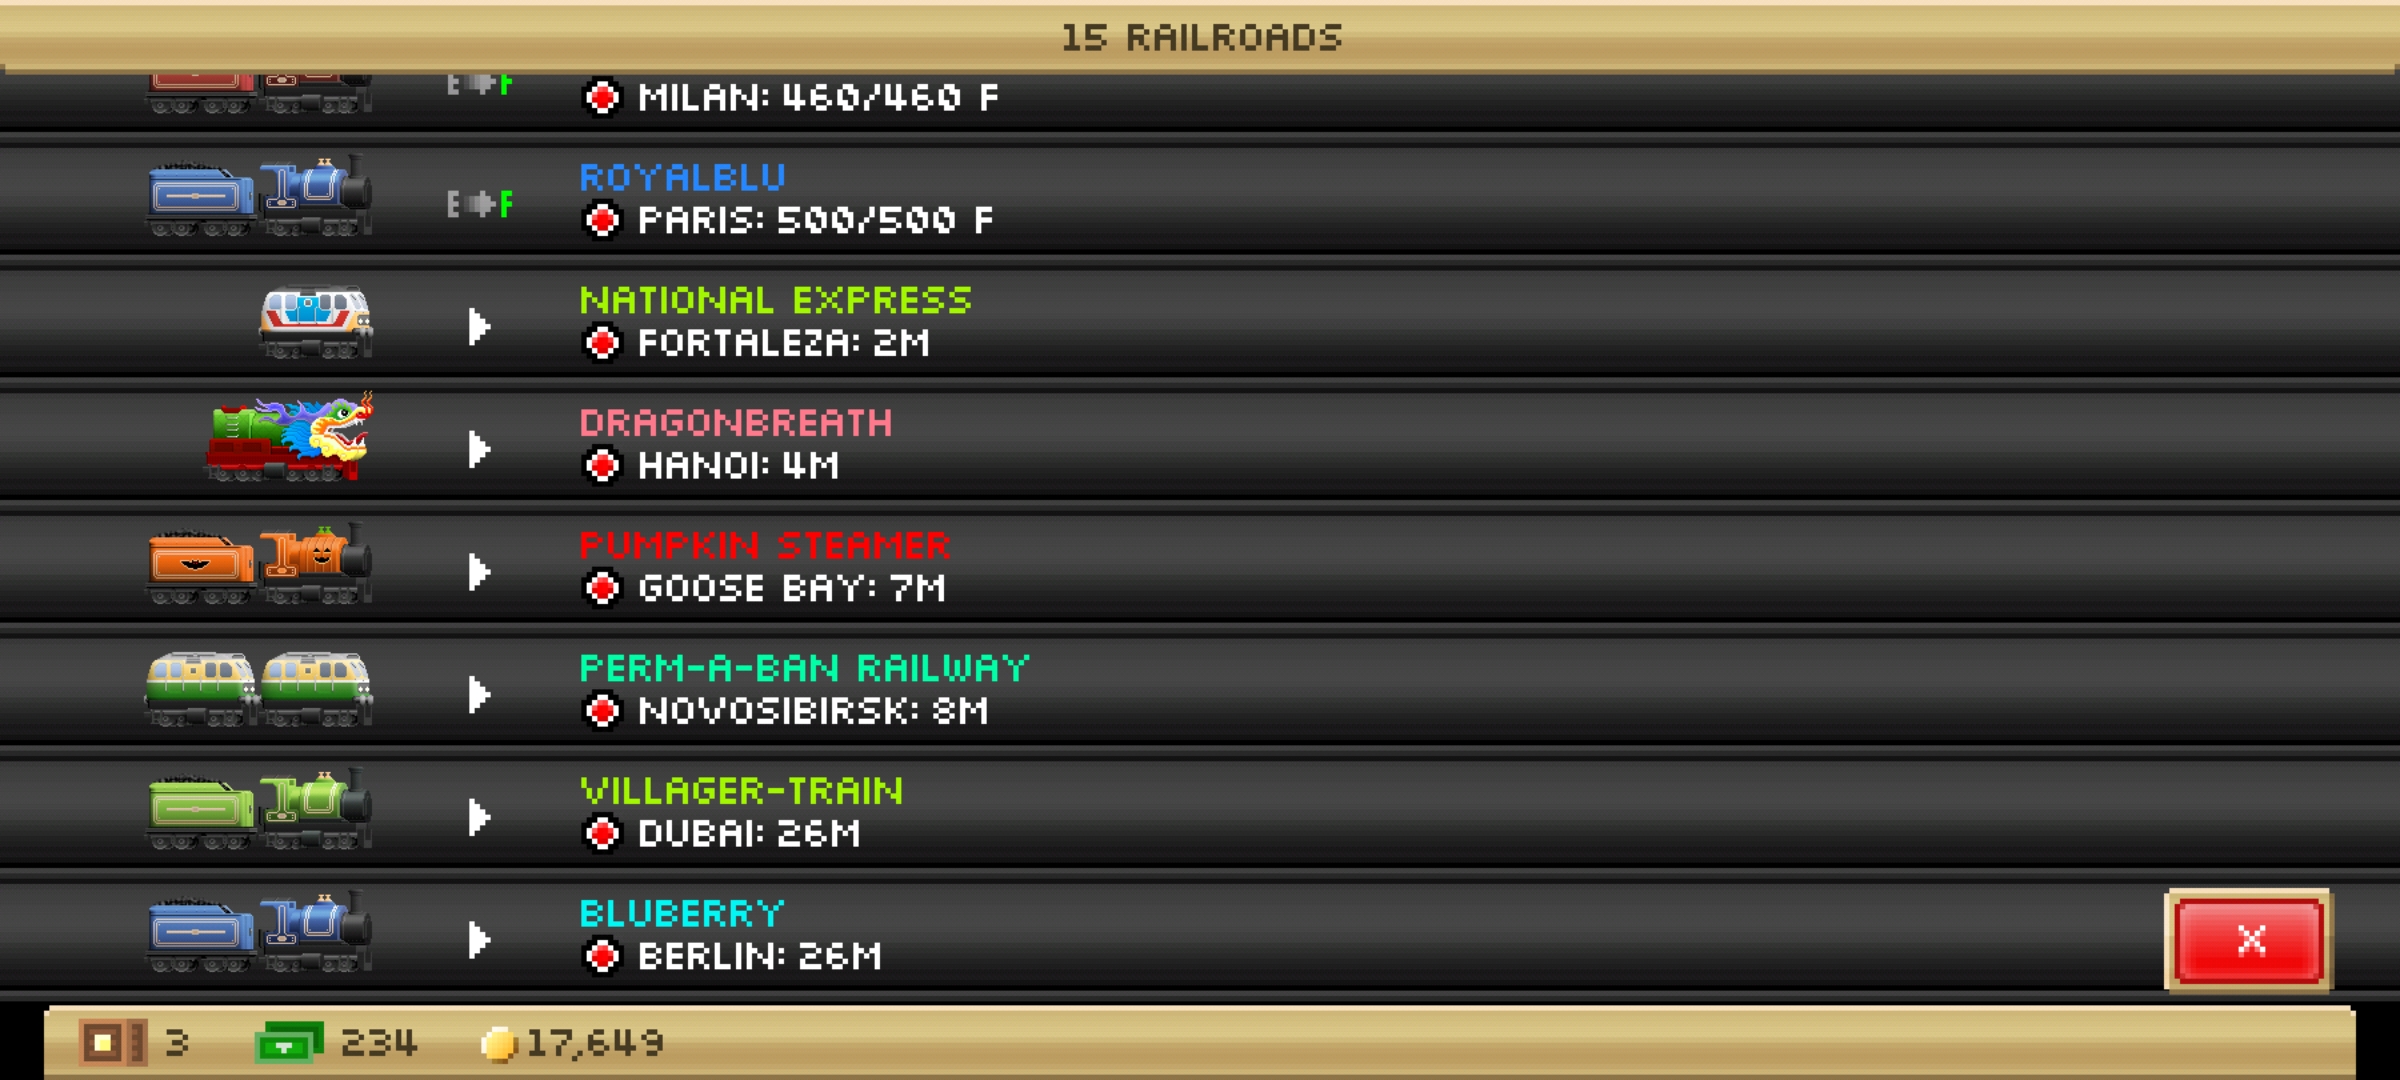 15 RAILROADS
E F
MILAN: 460/460 F
ROYALBLU
E F
PARIS: 500/500 F
NATIONAL EXPRESS
FORTALEZA: 2M
DRAGONBREATH
HANOI: 4M
PUMPKIN STEAMER
GOOSE BAY: 7M
PERM-A-BAN RAILWAY
NOVOSIBIRSK: 8M
VILLAGER-TRAIN
DUBAI: 26M
BLUBERRY
BERLIN: 26M
X
3 234 17,649